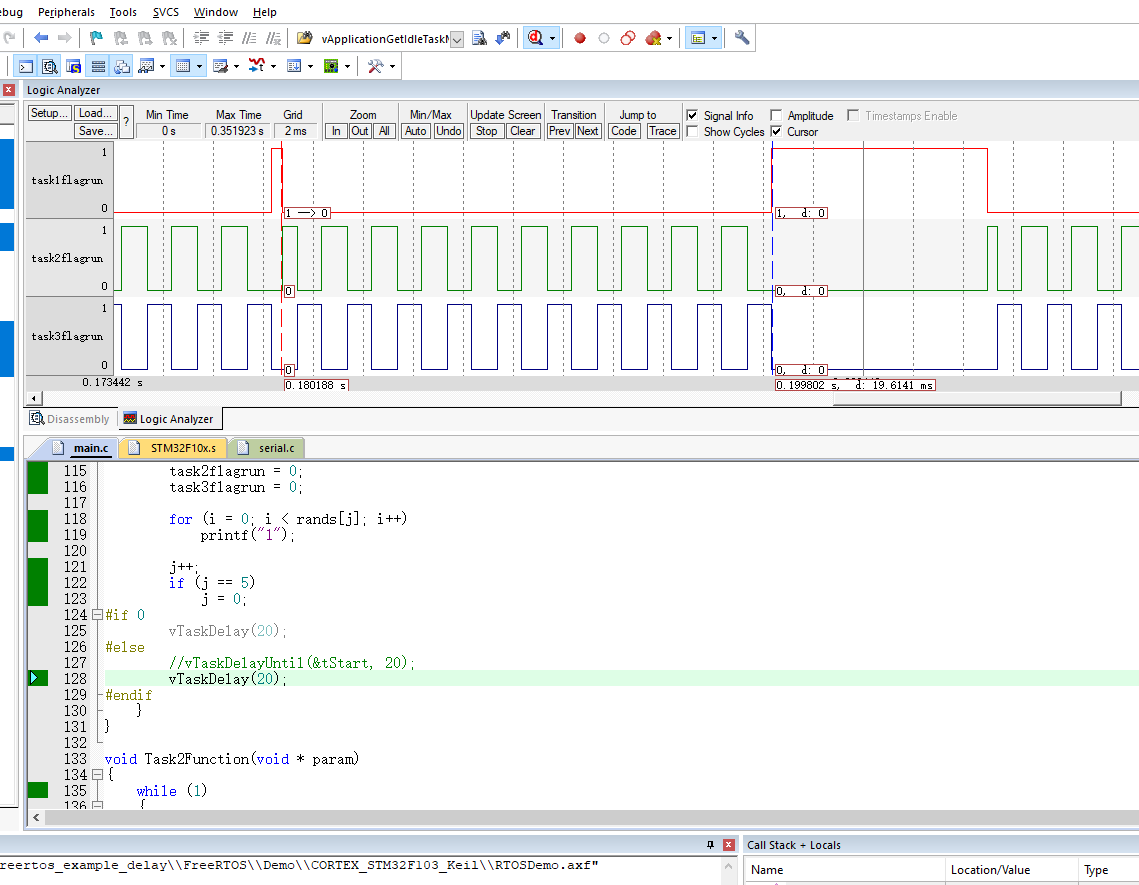 ebug Peripherals Tools SVCS Window Help
vApplicationGetIdleTaskM
Logic Analyzer
Setup... Load... Save... ? Min Time 0 s Max Time 0.351923 s Grid 2 ms Zoom In Out All Min/Max Auto Undo Update Screen Stop Clear Transition Prev Next Jump to Code Trace Signal Info Show Cycles Amplitude Cursor Timestamps Enable
1
task1flagrun
0
1 —> 0
1, d: 0
1
task2flagrun
0
0
0, d: 0
1
task3flagrun
0
0
0, d: 0
0.173442 s
0.180188 s
0.199802 s, d: 19.6141 ms
Disassembly Logic Analyzer
main.c STM32F10x.s serial.c
115 task2flagrun = 0;
116 task3flagrun = 0;
117
118 for (i = 0; i < rands[j]; i++)
119 printf("1");
120
121 j++;
122 if (j == 5)
123 j = 0;
124 #if 0
125 vTaskDelay(20);
126 #else
127 //vTaskDelayUntil(&tStart, 20);
128 vTaskDelay(20);
129 #endif
130 }
131 }
132
133 void Task2Function(void * param)
134 {
135 while (1)
136 {
reertos_example_delay\\FreeRTOS\\Demo\\CORTEX_STM32F103_Keil\\RTOSDemo.axf"
Call Stack + Locals
Name Location/Value Type